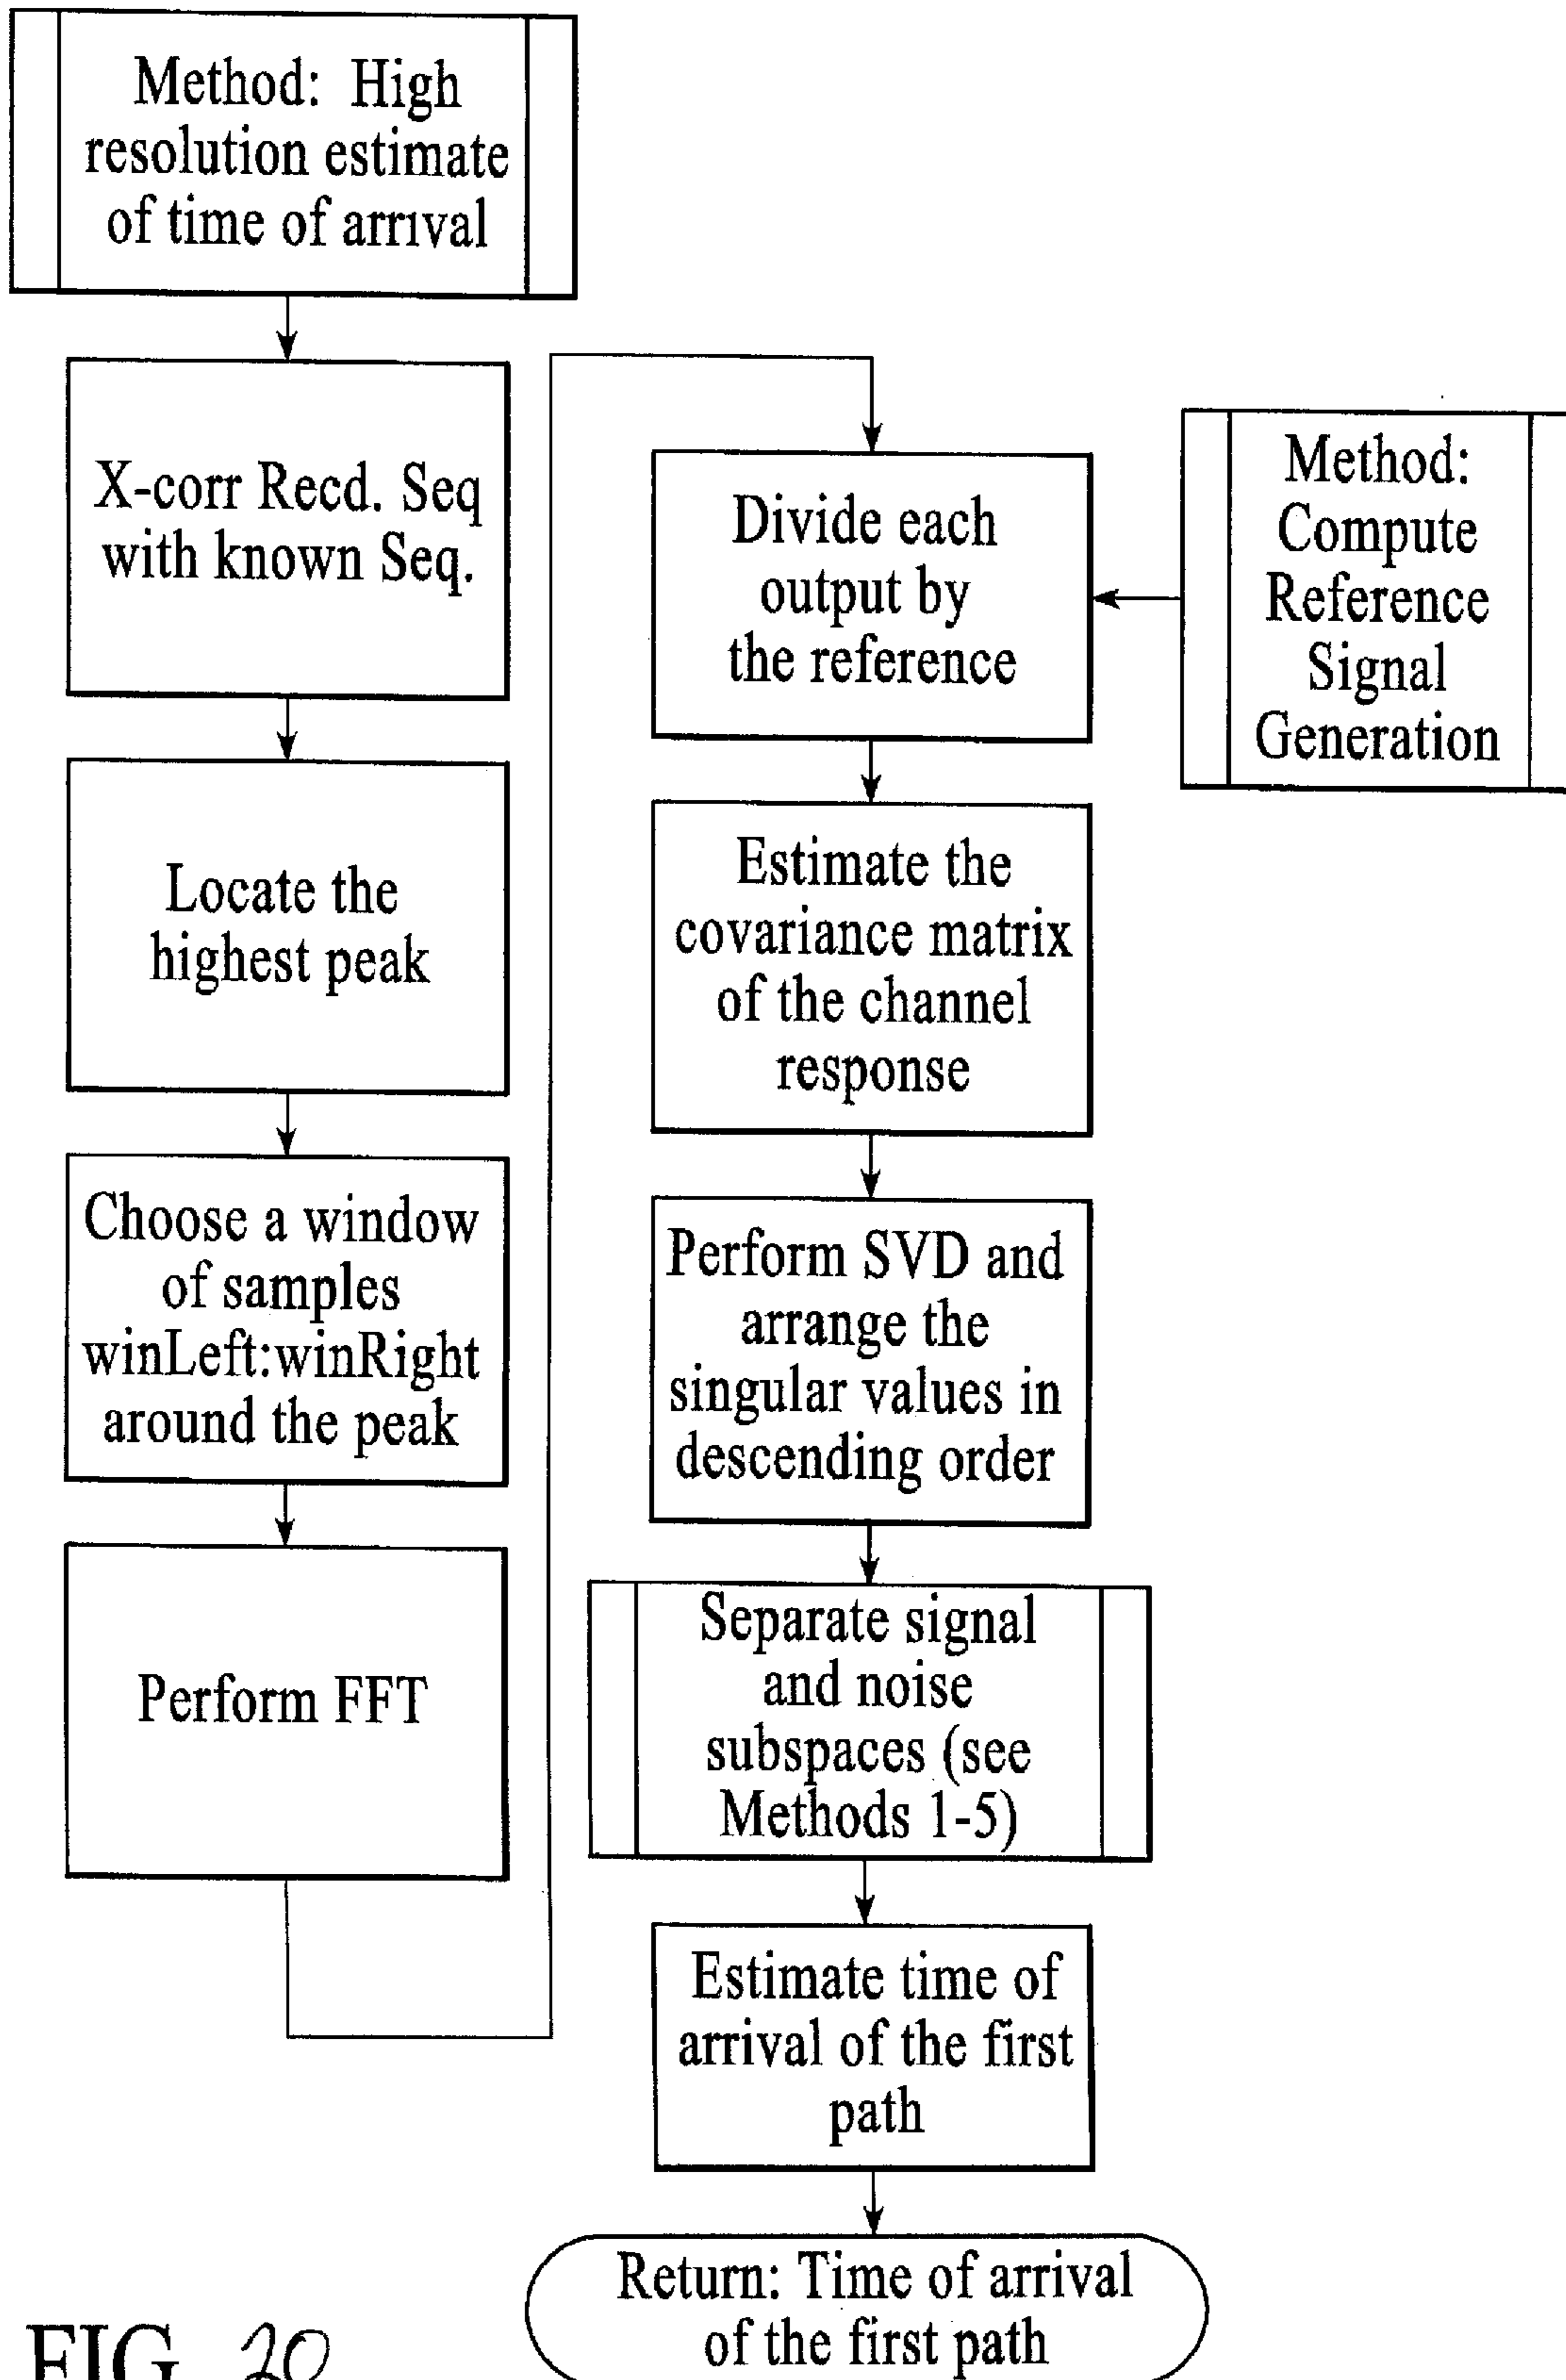 Method: High
resolution estimate
of time of arrival
X-corr Recd. Seq
with known Seq.
Locate the
highest peak
Choose a window
of samples
winLeft:winRight
around the peak
Perform FFT
Divide each
output by
the reference
Method:
Compute
Reference
Signal
Generation
Estimate the
covariance matrix
of the channel
response
Perform SVD and
arrange the
singular values in
descending order
Separate signal
and noise
subspaces (see
Methods 1-5)
Estimate time of
arrival of the first
path
Return: Time of arrival
of the first path
FIG. 20